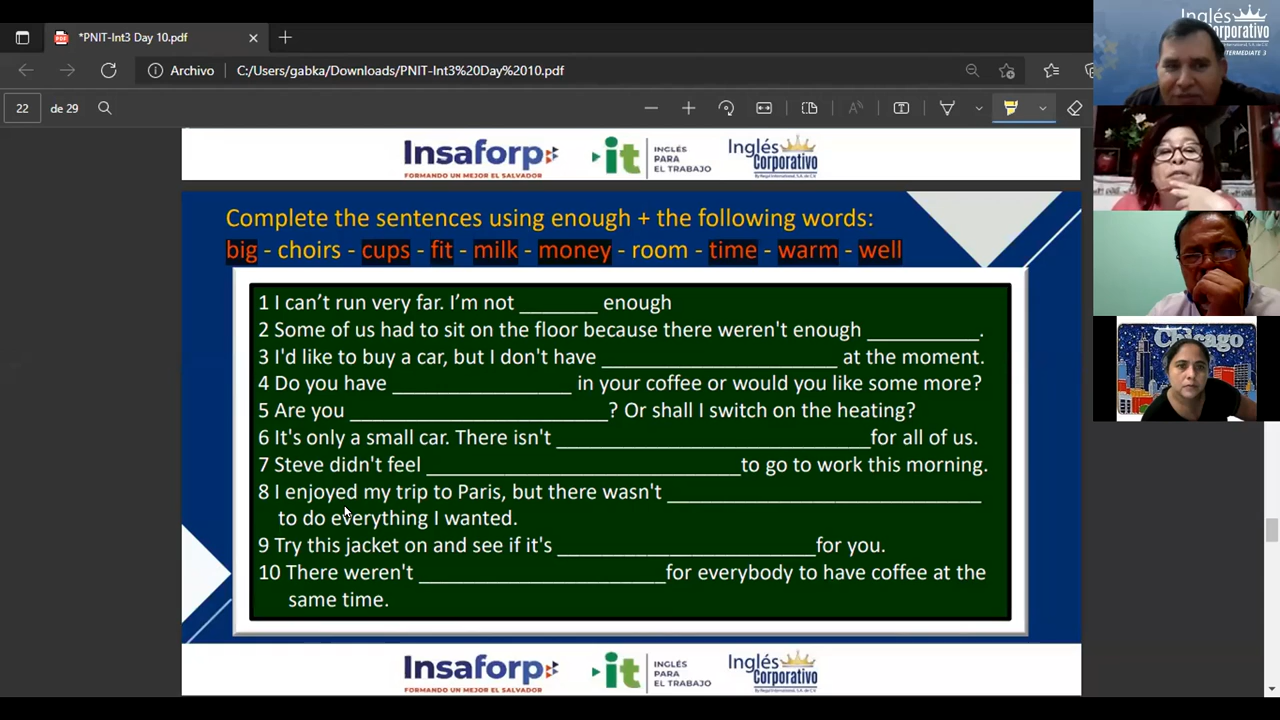 *PNIT-Int3 Day 10.pdf
Archivo C:/Users/gabka/Downloads/PNIT-Int3%20Day%2010.pdf
22 de 29
Insaforp
FORMANDO UN MEJOR EL SALVADOR
it INGLÉS PARA EL TRABAJO
Inglés Corporativo
Complete the sentences using enough + the following words:
big - choirs - cups - fit - milk - money - room - time - warm - well
1 I can't run very far. I'm not ________ enough
2 Some of us had to sit on the floor because there weren't enough ___________.
3 I'd like to buy a car, but I don't have _______________________ at the moment.
4 Do you have __________________ in your coffee or would you like some more?
5 Are you __________________________? Or shall I switch on the heating?
6 It's only a small car. There isn't _______________________________for all of us.
7 Steve didn't feel _______________________________to go to work this morning.
8 I enjoyed my trip to Paris, but there wasn't _______________________________
to do everything I wanted.
9 Try this jacket on and see if it's __________________________for you.
10 There weren't _________________________for everybody to have coffee at the
same time.
Insaforp
FORMANDO UN MEJOR EL SALVADOR
it INGLÉS PARA EL TRABAJO
Inglés Corporativo
Inglés Corporativo
INTERMEDIATE 3
Chicago